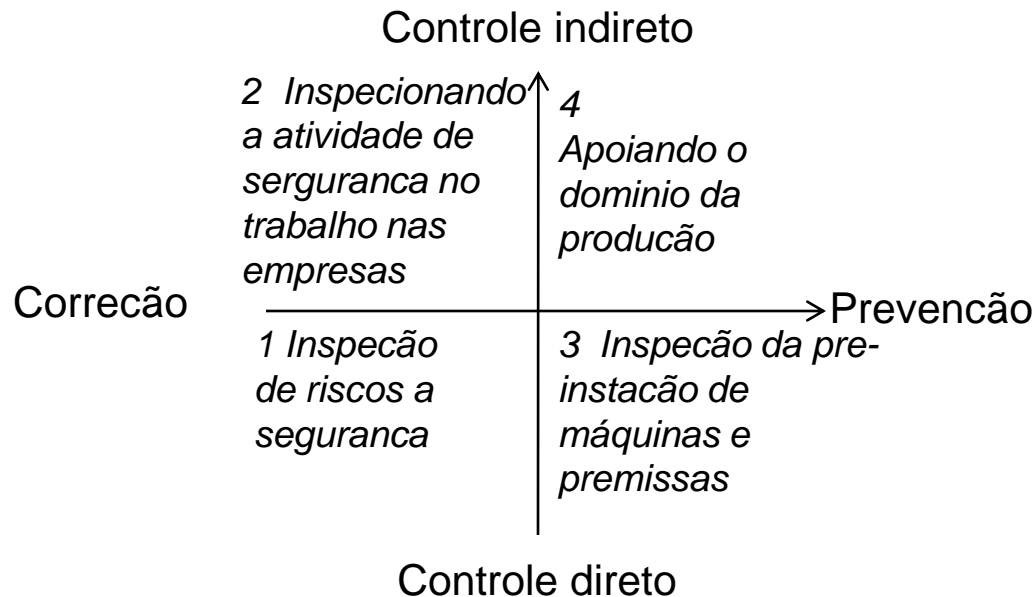 Controle indireto
2 Inspecionando
a atividade de
serguranca no
trabalho nas
empresas
4
Apoiando o
dominio da
producão
Correcão
Prevencão
1 Inspecão
de riscos a
seguranca
3 Inspecão da pre-
instacão de
máquinas e
premissas
Controle direto